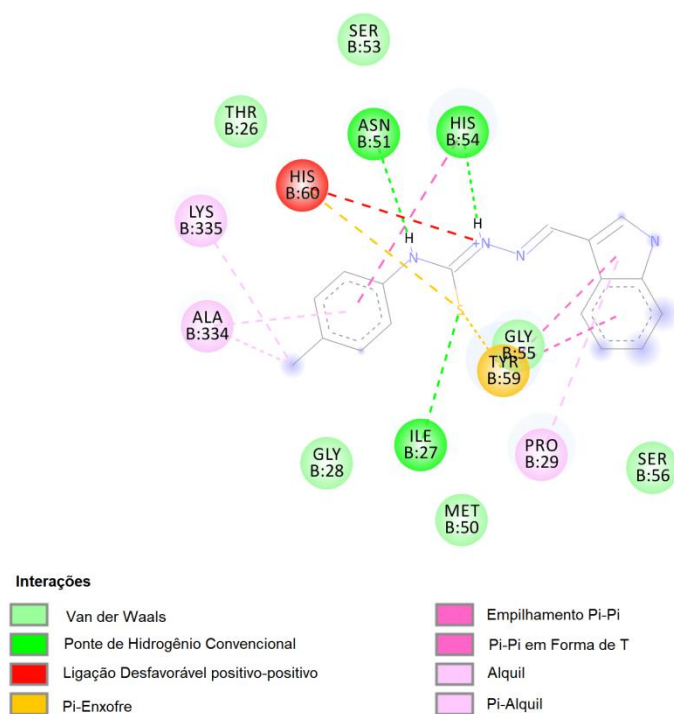 SER
B:53
THR
B:26
ASN
B:51
HIS
B:54
HIS
B:60
H
H
LYS
335
N
+N
N
N
ALA
334
GLY
B:55
TYR
B:59
ILE
B:27
GLY
B:28
PRO
B:29
SER
B:56
MET
B:50
Interações
Van der Waals
Ponte de Hidrogênio Convencional
Ligação Desfavorável positivo-positivo
Pi-Enxofre
Empilhamento Pi-Pi
Pi-Pi em Forma de T
Alquil
Pi-Alquil